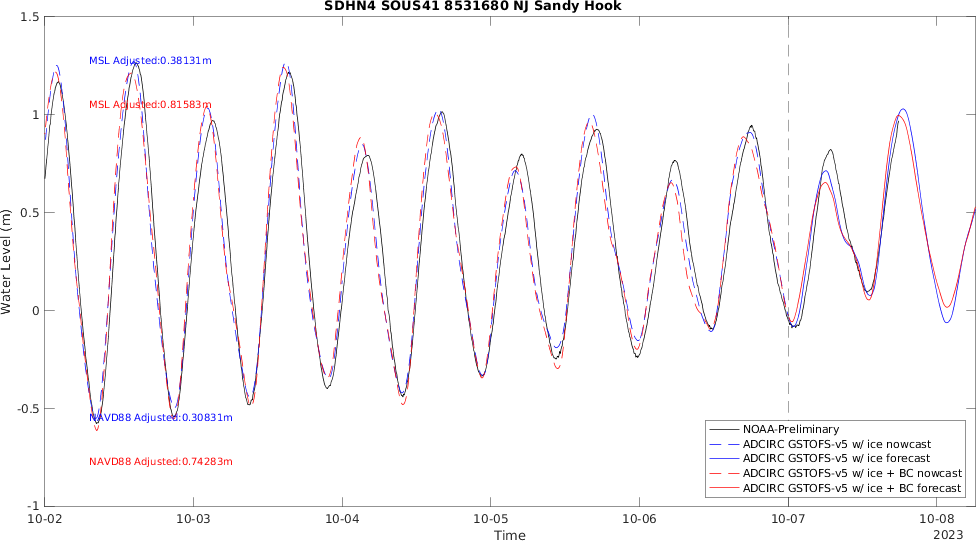 SDHN4 SOUS41 8531680 NJ Sandy Hook
1.5
1
0.5
0
-0.5
-1
Water Level (m)
MSL Adjusted:0.38131m
MSL Adjusted:0.81583m
NAVD88 Adjusted:0.30831m
NAVD88 Adjusted:0.74283m
NOAA-Preliminary
ADCIRC GSTOFS-v5 w/ ice nowcast
ADCIRC GSTOFS-v5 w/ ice forecast
ADCIRC GSTOFS-v5 w/ ice + BC nowcast
ADCIRC GSTOFS-v5 w/ ice + BC forecast
10-02 10-03 10-04 10-05 10-06 10-07 10-08
Time
2023